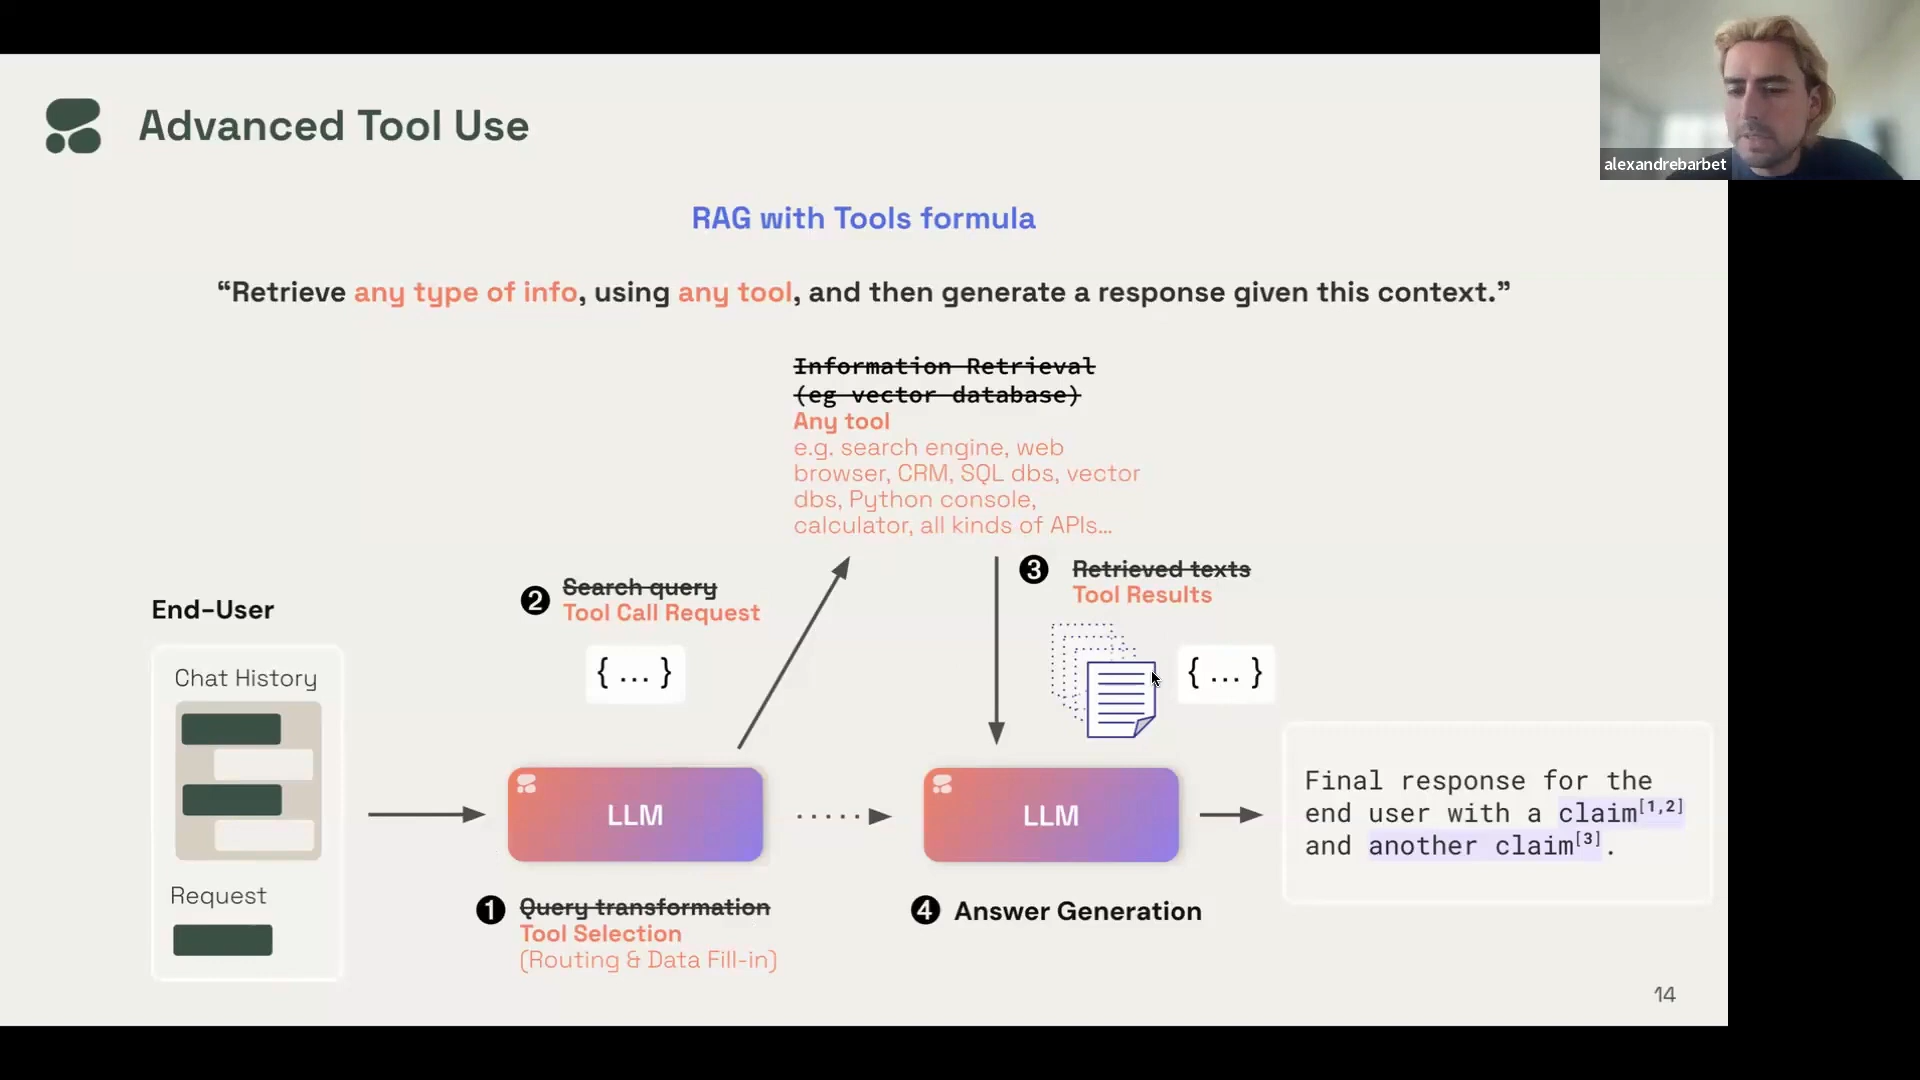 alexandrebarbet
Advanced Tool Use
RAG with Tools formula
“Retrieve any type of info, using any tool, and then generate a response given this context.”
Information Retrieval
(eg vector database)
Any tool
e.g. search engine, web
browser, CRM, SQL dbs, vector
dbs, Python console,
calculator, all kinds of APIs...
2 Search query
Tool Call Request
{ ... }
3 Retrieved texts
Tool Results
{ ... }
End-User
Chat History
Request
LLM
LLM
1 Query transformation
Tool Selection
(Routing & Data Fill-in)
4 Answer Generation
Final response for the
end user with a claim[1,2]
and another claim[3].
14